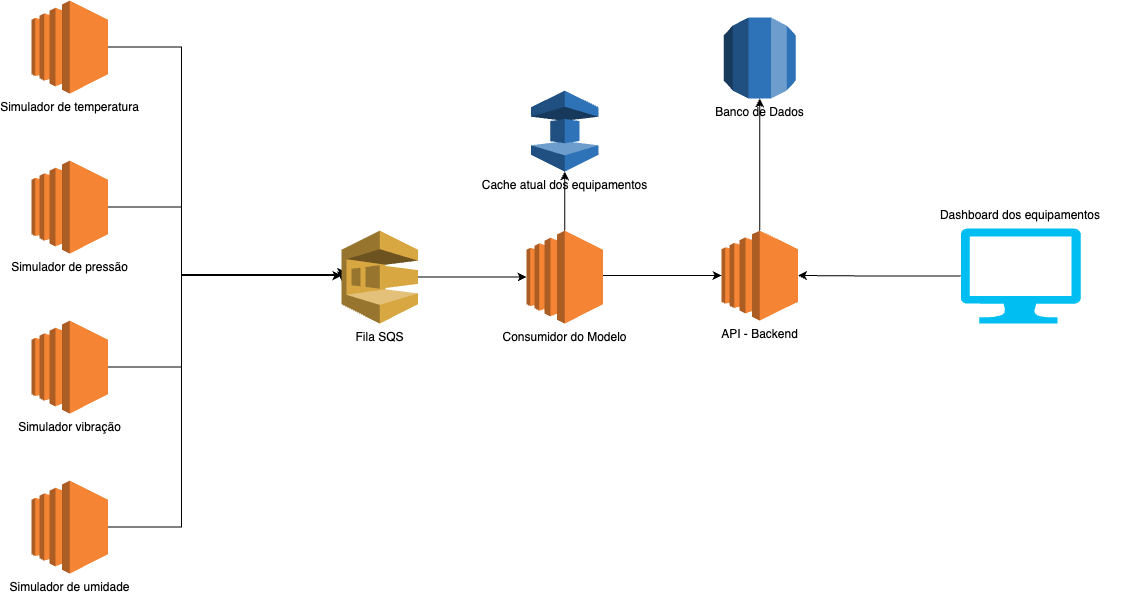 Simulador de temperatura
Banco de Dados
Cache atual dos equipamentos
Dashboard dos equipamentos
Simulador de pressão
Fila SQS
Consumidor do Modelo
API - Backend
Simulador vibração
Simulador de umidade